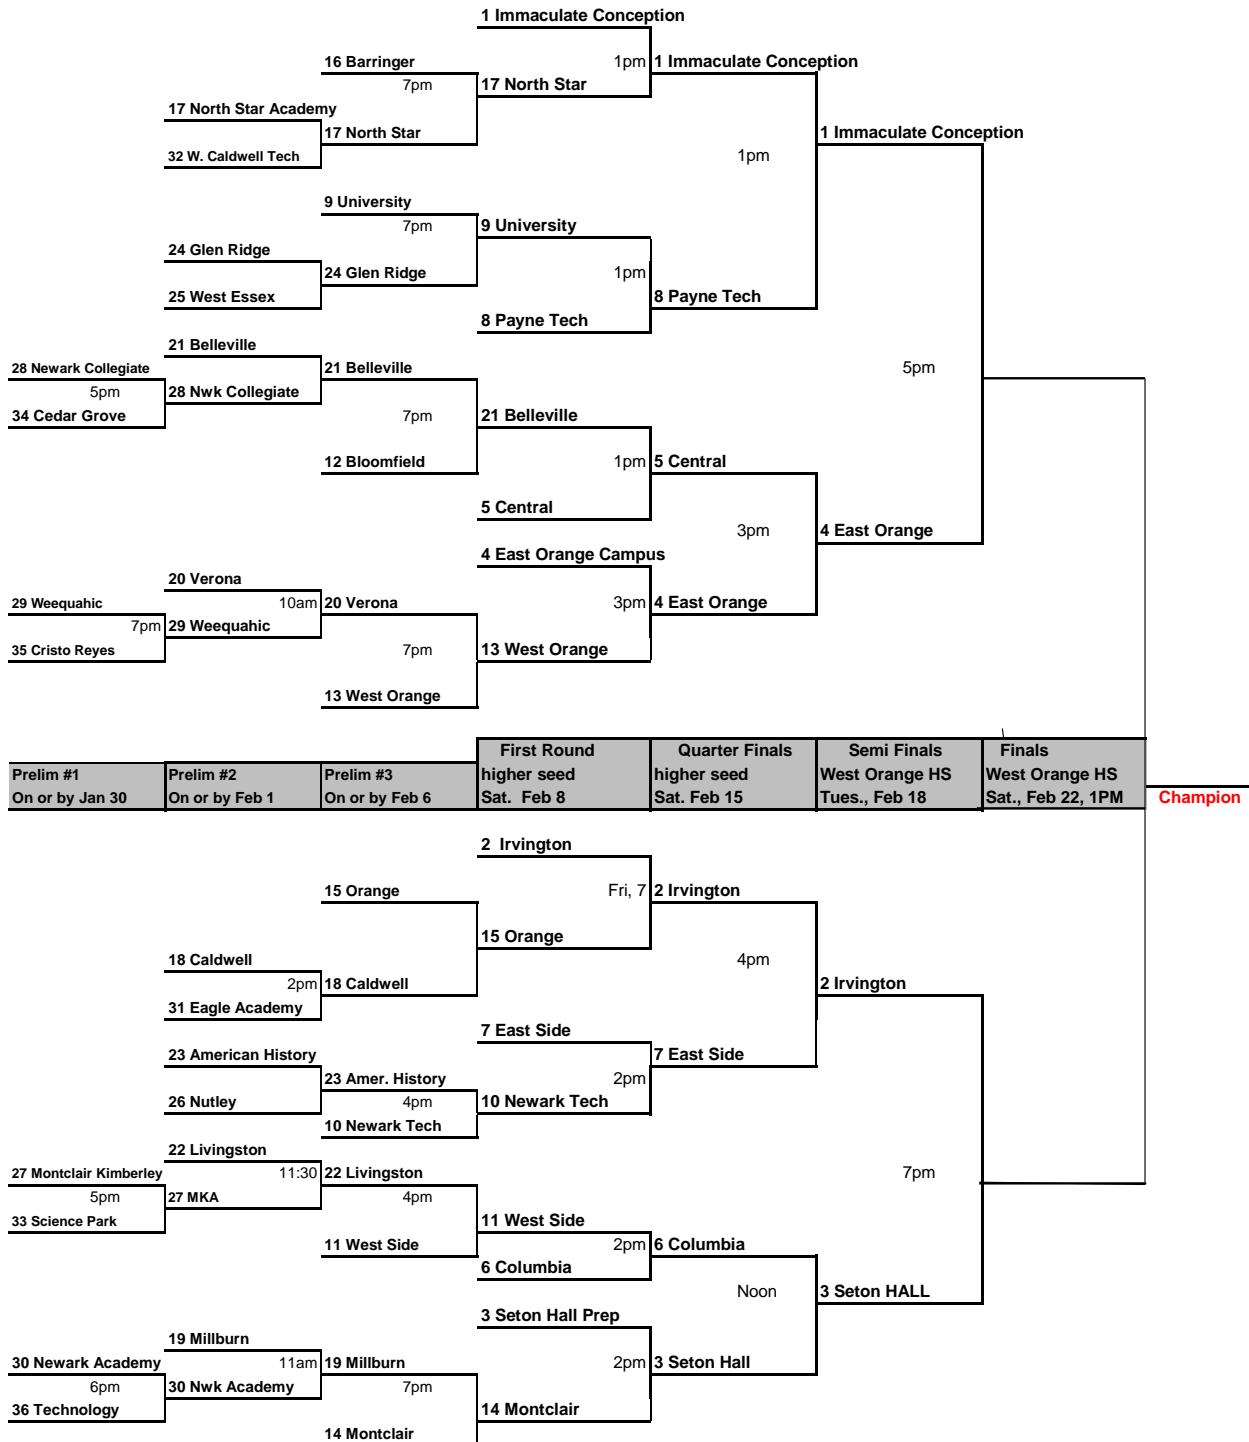 1 Immaculate Conception
16 Barringer
1pm
1 Immaculate Conception
7pm
17 North Star
17 North Star Academy
17 North Star
1 Immaculate Conception
32 W. Caldwell Tech
1pm
9 University
7pm
9 University
24 Glen Ridge
24 Glen Ridge
1pm
25 West Essex
8 Payne Tech
8 Payne Tech
21 Belleville
28 Newark Collegiate
21 Belleville
5pm
5pm
28 Nwk Collegiate
34 Cedar Grove
7pm
21 Belleville
12 Bloomfield
1pm
5 Central
5 Central
3pm
4 East Orange
4 East Orange Campus
20 Verona
29 Weequahic
10am
20 Verona
3pm
4 East Orange
7pm
29 Weequahic
35 Cristo Reyes
7pm
13 West Orange
13 West Orange
First Round
Quarter Finals
Semi Finals
Finals
Prelim #1
Prelim #2
Prelim #3
higher seed
higher seed
West Orange HS
West Orange HS
On or by Jan 30
On or by Feb 1
On or by Feb 6
Sat. Feb 8
Sat. Feb 15
Tues., Feb 18
Sat., Feb 22, 1PM
Champion
2 Irvington
15 Orange
Fri, 7
2 Irvington
15 Orange
18 Caldwell
4pm
2pm
18 Caldwell
2 Irvington
31 Eagle Academy
7 East Side
23 American History
7 East Side
23 Amer. History
2pm
26 Nutley
4pm
10 Newark Tech
10 Newark Tech
22 Livingston
27 Montclair Kimberley
11:30
22 Livingston
7pm
5pm
27 MKA
4pm
33 Science Park
11 West Side
11 West Side
2pm
6 Columbia
6 Columbia
Noon
3 Seton HALL
3 Seton Hall Prep
19 Millburn
30 Newark Academy
11am
19 Millburn
2pm
3 Seton Hall
6pm
30 Nwk Academy
7pm
36 Technology
14 Montclair
14 Montclair